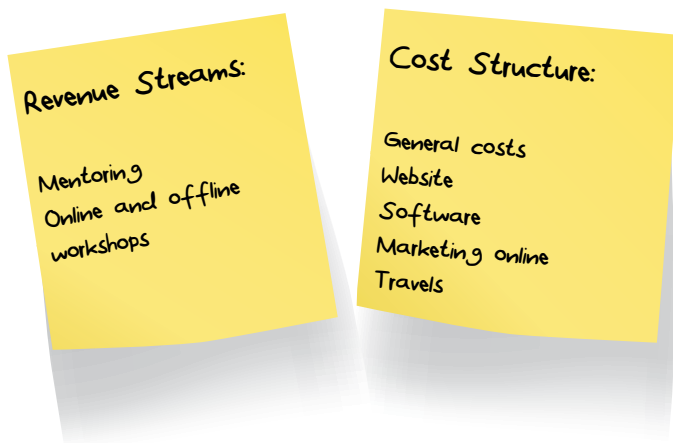 Revenue Streams:
Mentoring
Online and offline
workshops
Cost Structure:
General costs
Website
Software
Marketing online
Travels